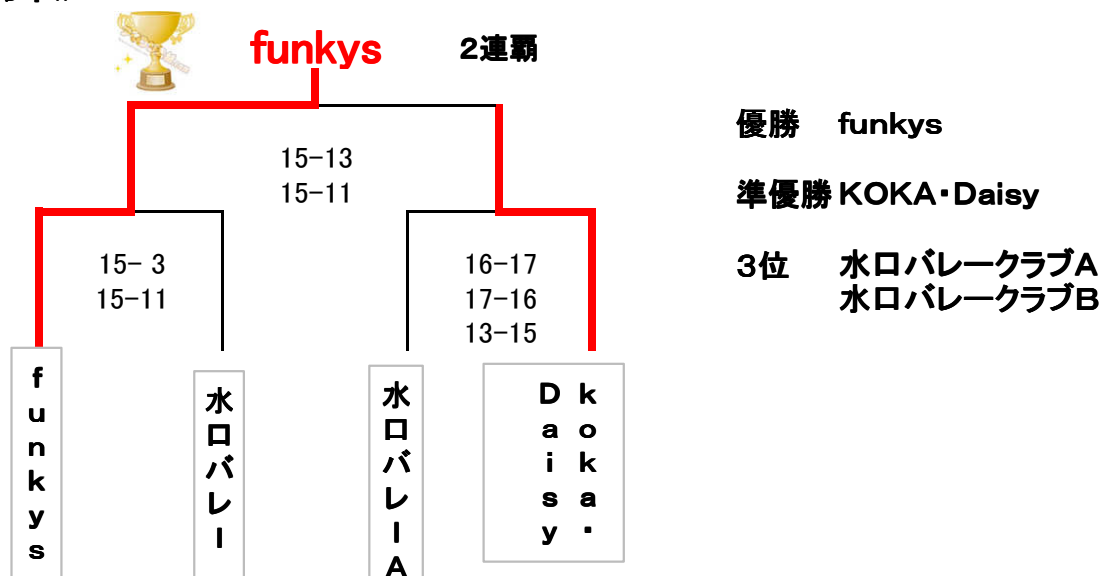 funkys
2連覇
優勝 funkys
15-13
15-11
準優勝 KOKA・Daisy
15- 3
15-11
16-17
17-16
13-15
3位 水口バレークラブA
水口バレークラブB
funkys
水口バレー
水口バレーA
koka・
Daisy